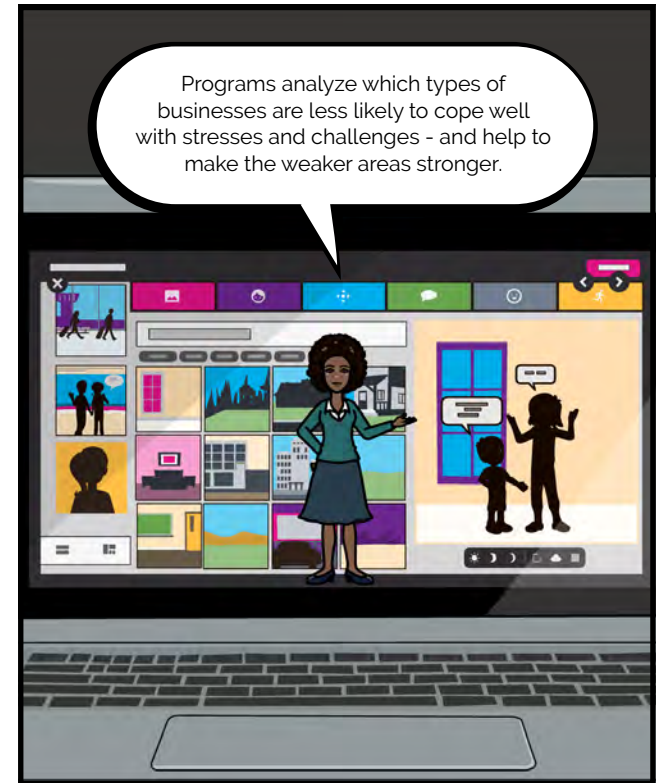 Programs analyze which types of
businesses are less likely to cope well
with stresses and challenges - and help to
make the weaker areas stronger.